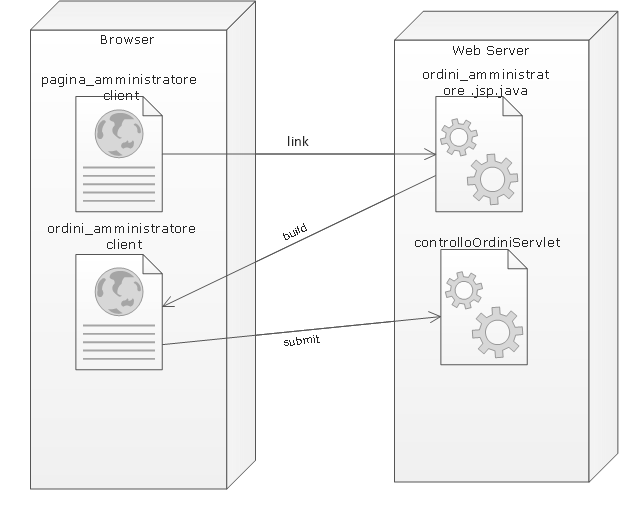 Browser
Web Server
pagina_amministratore
client
ordini_amministrat
ore .jsp.java
link
ordini_amministratore
client
build
controlloOrdiniServlet
submit